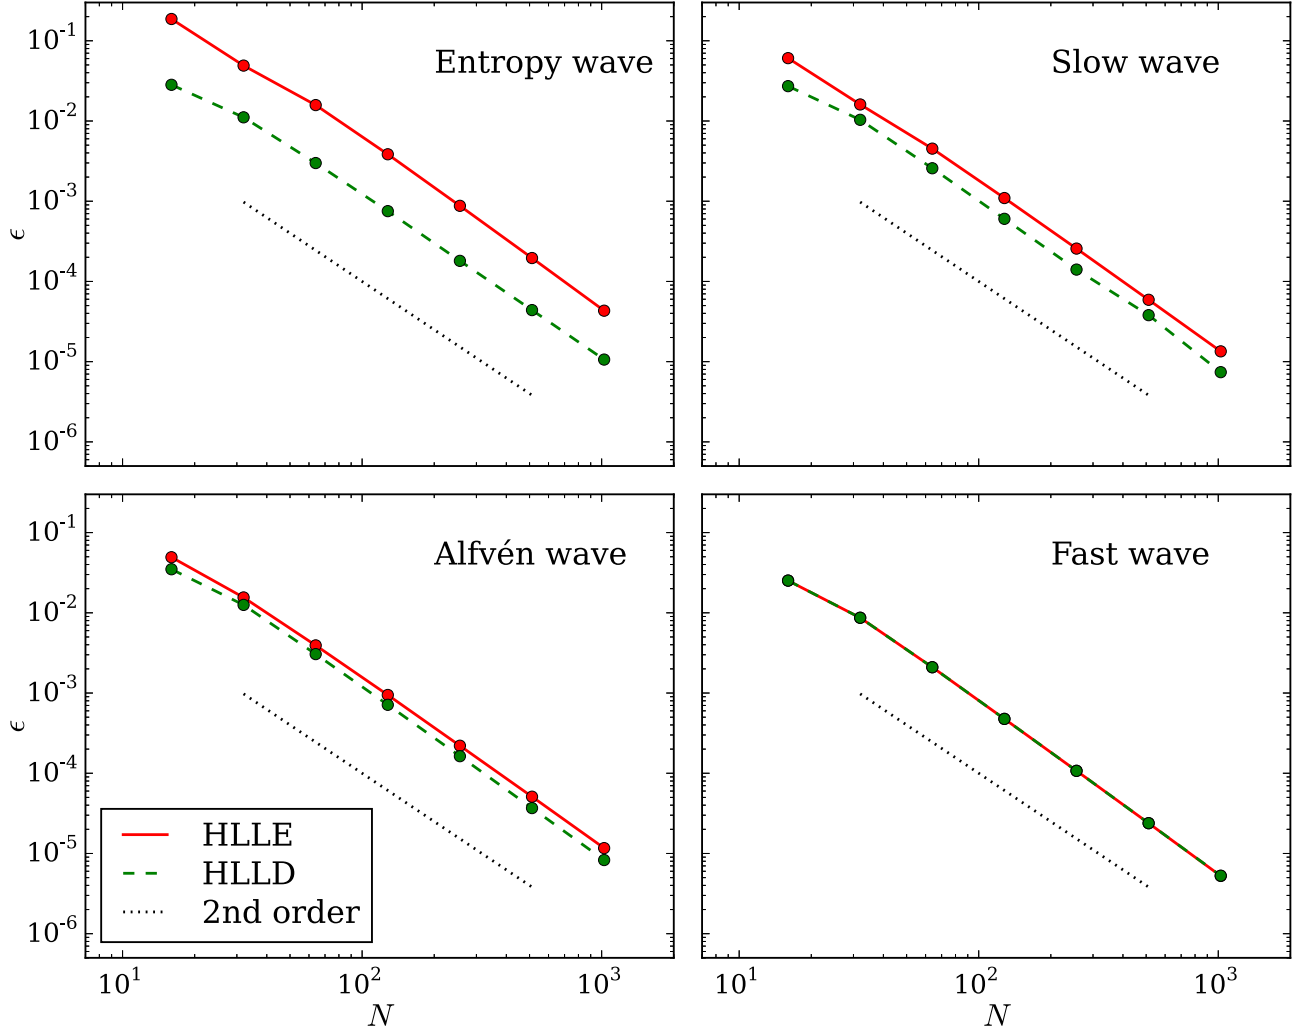 Entropy wave
Slow wave
ϵ
10⁻¹
10⁻²
10⁻³
10⁻⁴
10⁻⁵
10⁻⁶
Alfvén wave
Fast wave
ϵ
10⁻¹
10⁻²
10⁻³
10⁻⁴
10⁻⁵
10⁻⁶
HLLE
HLLD
2nd order
10¹ 10² 10³
10¹ 10² 10³
N
N